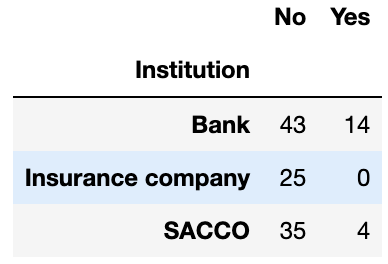 No Yes
Institution
Bank 43 14
Insurance company 25 0
SACCO 35 4